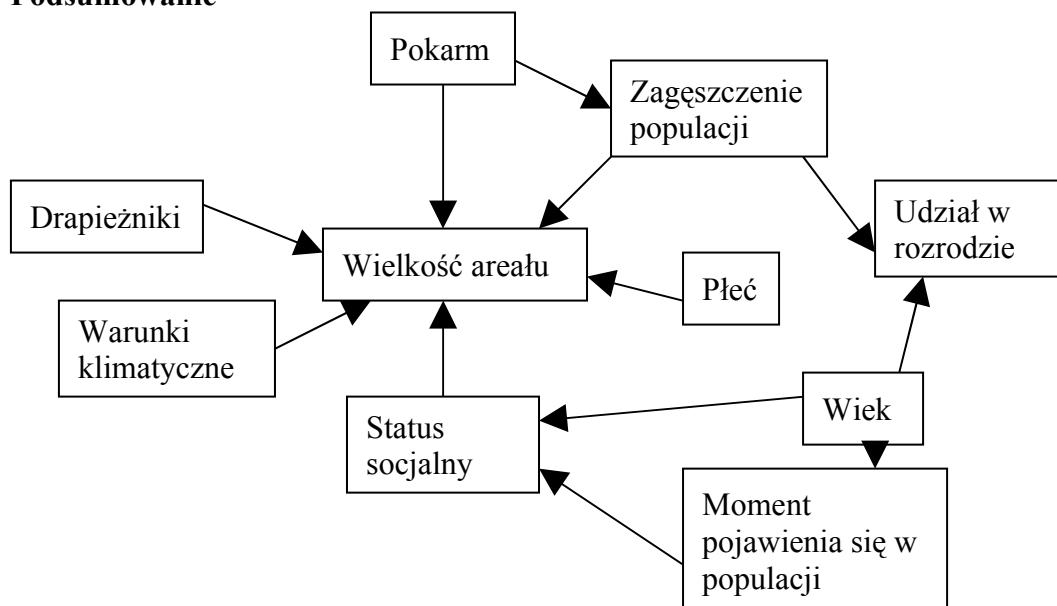 Podsumowanie
Pokarm
Zagęszczenie
populacji
Drapieżniki
Udział w
rozrodzie
Wielkość areału
Płeć
Warunki
klimatyczne
Wiek
Status
socjalny
Moment
pojawienia się w
populacji